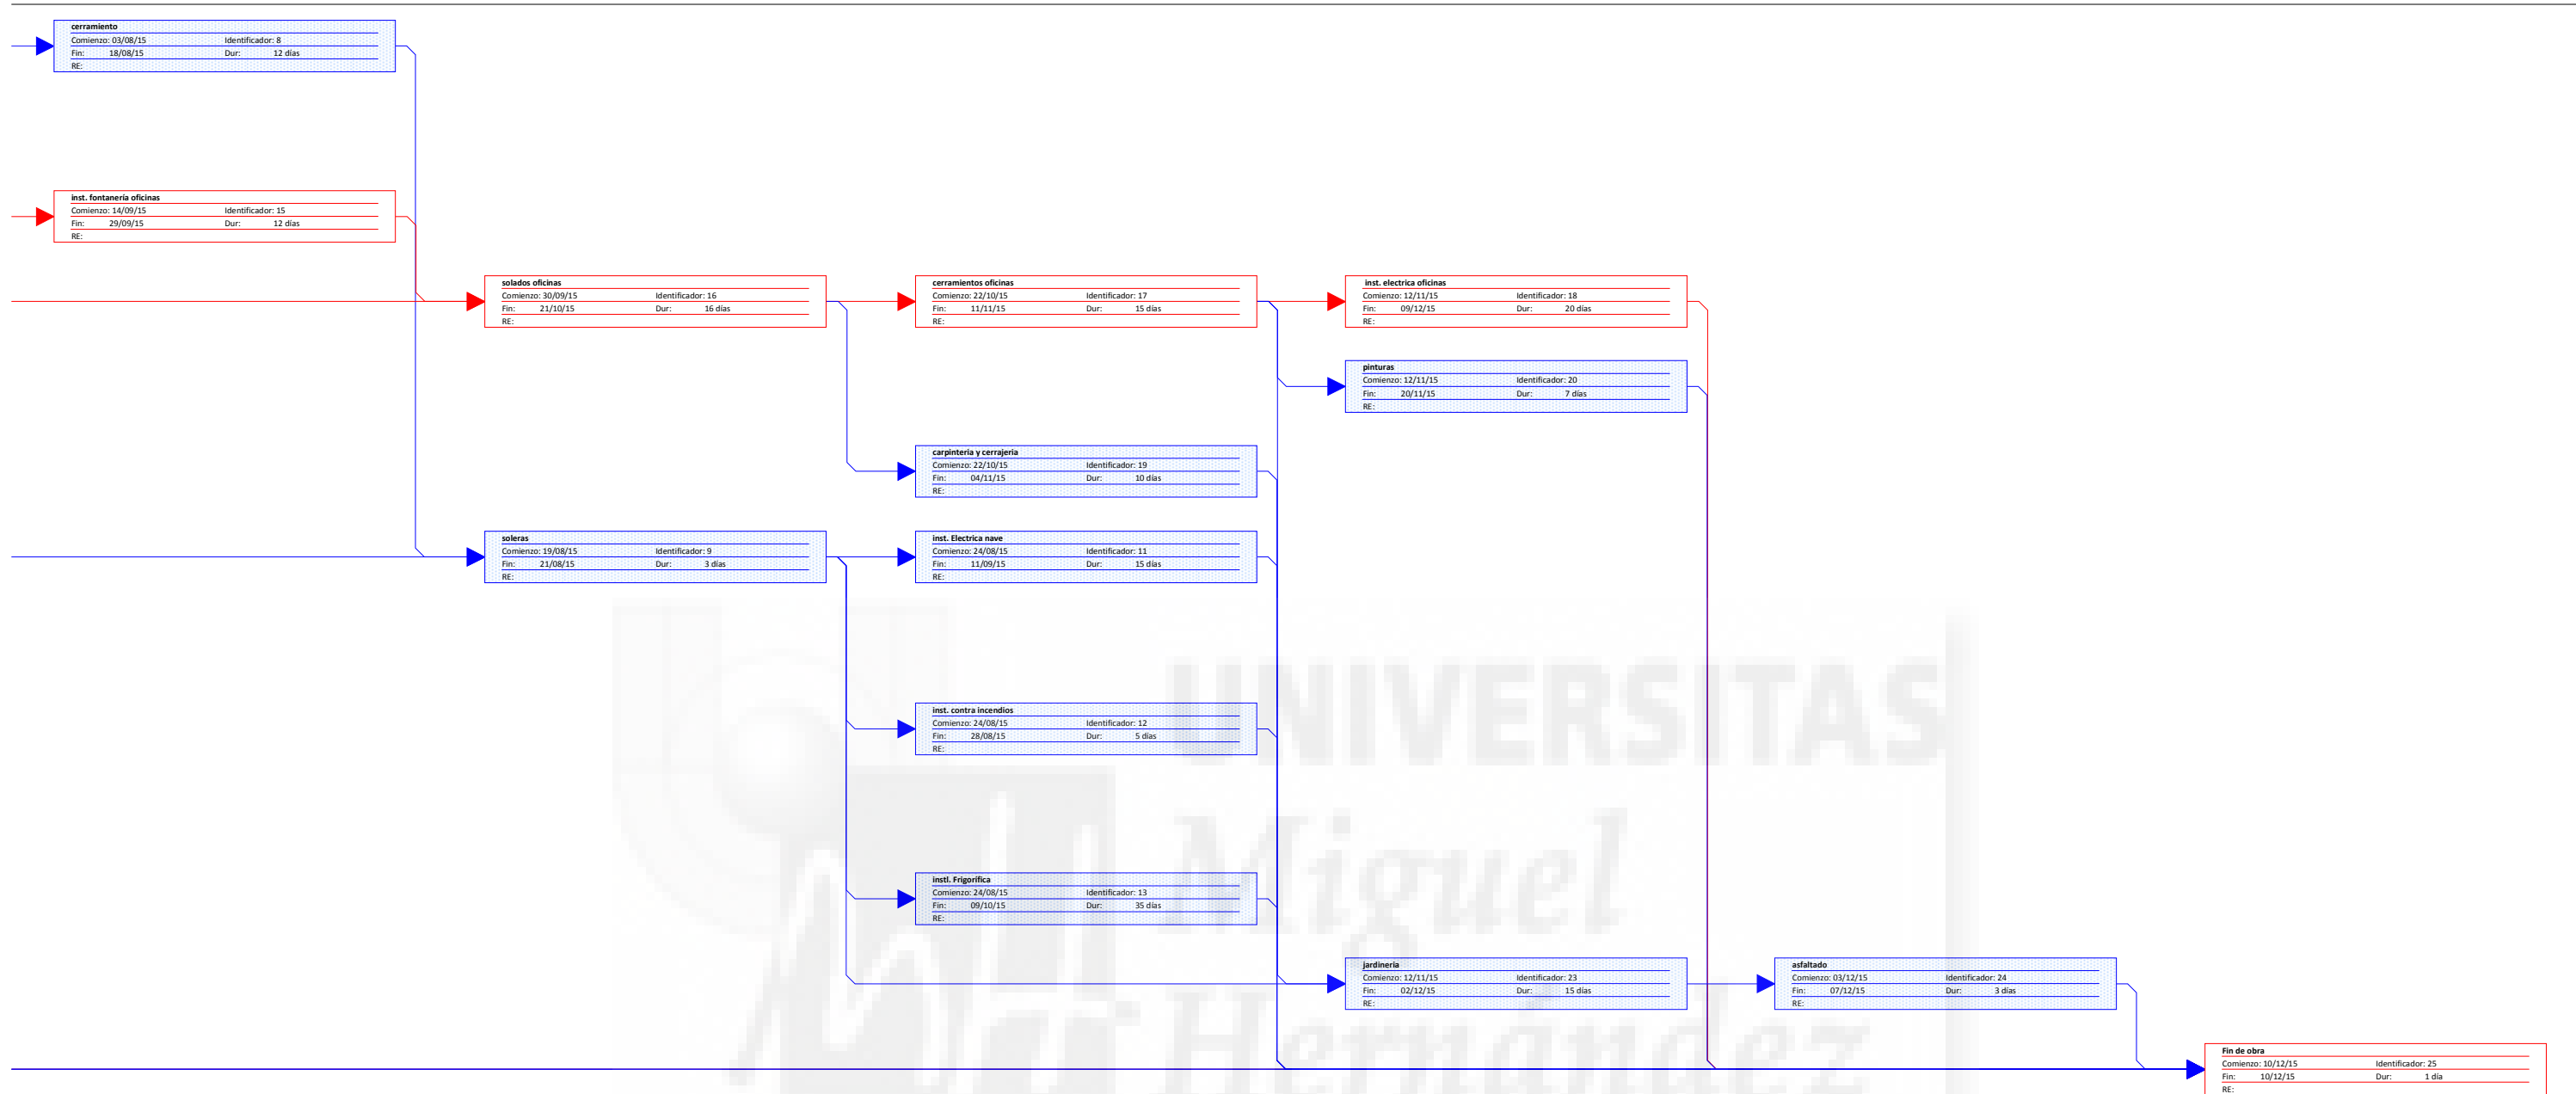 cerramiento
Comienzo: 03/08/15 Identificador: 8
Fin: 18/08/15 Dur: 12 días
RE:
inst. fontanería oficinas
Comienzo: 14/09/15 Identificador: 15
Fin: 29/09/15 Dur: 12 días
RE:
solados oficinas
Comienzo: 30/09/15 Identificador: 16
Fin: 21/10/15 Dur: 16 días
RE:
cerramientos oficinas
Comienzo: 22/10/15 Identificador: 17
Fin: 11/11/15 Dur: 15 días
RE:
inst. electrica oficinas
Comienzo: 12/11/15 Identificador: 18
Fin: 09/12/15 Dur: 20 días
RE:
pinturas
Comienzo: 12/11/15 Identificador: 20
Fin: 20/11/15 Dur: 7 días
RE:
carpinteria y cerrajeria
Comienzo: 22/10/15 Identificador: 19
Fin: 04/11/15 Dur: 10 días
RE:
soleras
Comienzo: 19/08/15 Identificador: 9
Fin: 21/08/15 Dur: 3 días
RE:
inst. Electrica nave
Comienzo: 24/08/15 Identificador: 11
Fin: 11/09/15 Dur: 15 días
RE:
inst. contra incendios
Comienzo: 24/08/15 Identificador: 12
Fin: 28/08/15 Dur: 5 días
RE:
instl. Frigorifica
Comienzo: 24/08/15 Identificador: 13
Fin: 09/10/15 Dur: 35 días
RE:
jardineria
Comienzo: 12/11/15 Identificador: 23
Fin: 02/12/15 Dur: 15 días
RE:
asfaltado
Comienzo: 03/12/15 Identificador: 24
Fin: 07/12/15 Dur: 3 días
RE:
Fin de obra
Comienzo: 10/12/15 Identificador: 25
Fin: 10/12/15 Dur: 1 día
RE:
UNIVERSITAS
Miguel
Hernández